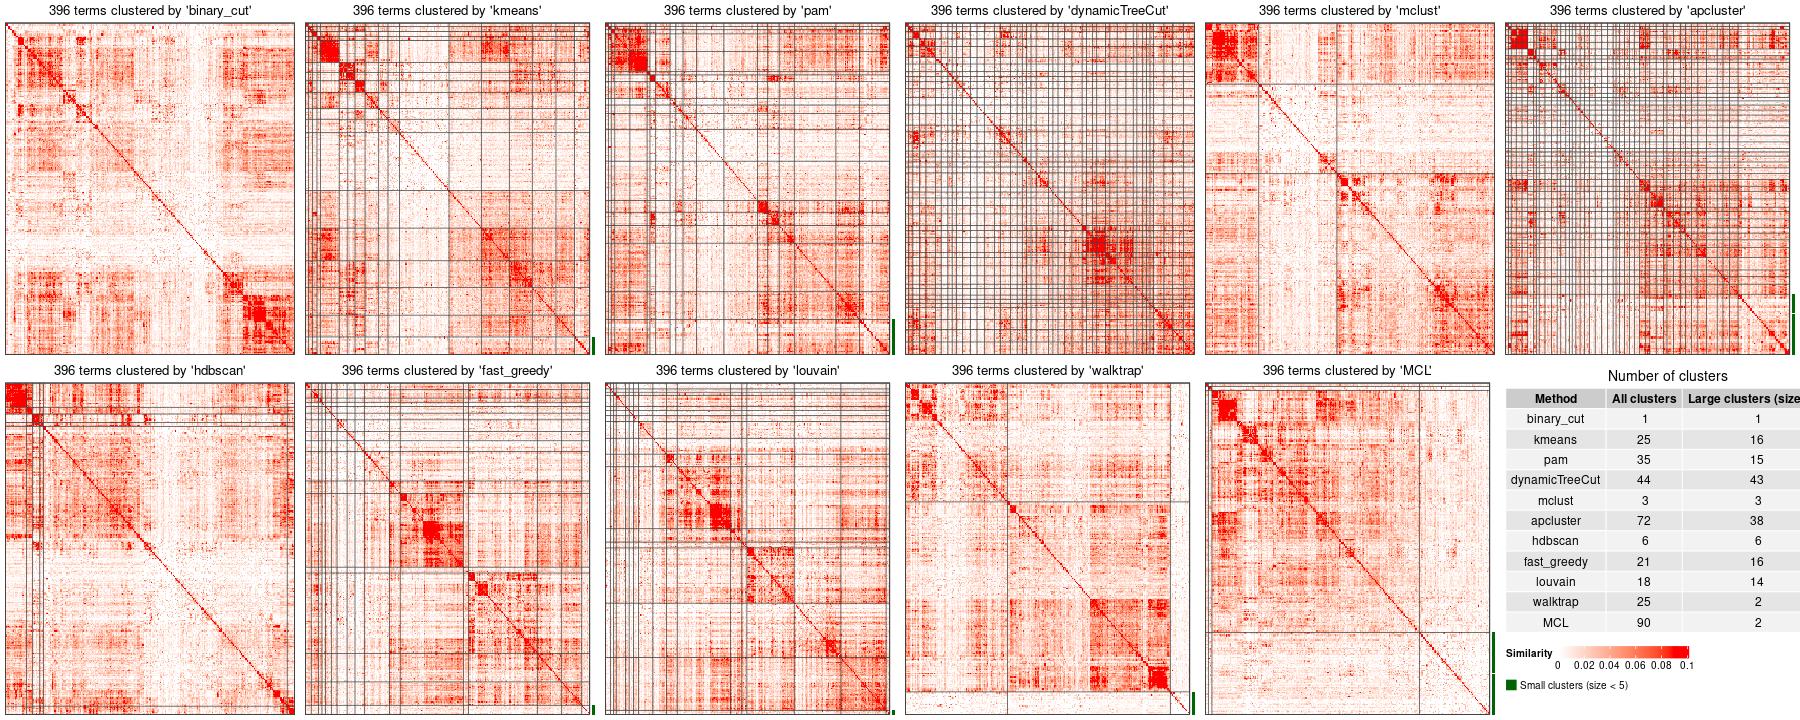 396 terms clustered by 'binary_cut'
396 terms clustered by 'kmeans'
396 terms clustered by 'pam'
396 terms clustered by 'dynamicTreeCut'
396 terms clustered by 'mclust'
396 terms clustered by 'apcluster'
396 terms clustered by 'hdbscan'
396 terms clustered by 'fast_greedy'
396 terms clustered by 'louvain'
396 terms clustered by 'walktrap'
396 terms clustered by 'MCL'
Number of clusters
Method All clusters Large clusters (size
binary_cut 1 1
kmeans 25 16
pam 35 15
dynamicTreeCut 44 43
mclust 3 3
apcluster 72 38
hdbscan 6 6
fast_greedy 21 16
louvain 18 14
walktrap 25 2
MCL 90 2
Similarity
0 0.02 0.04 0.06 0.08 0.1
Small clusters (size < 5)